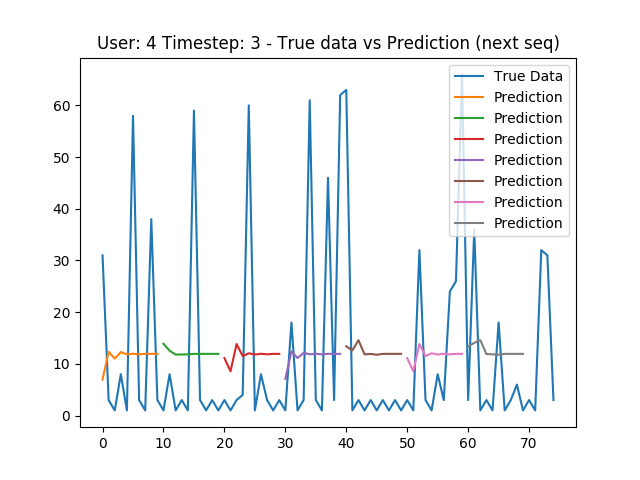 User: 4 Timestep: 3 - True data vs Prediction (next seq)
True Data
Prediction
Prediction
Prediction
Prediction
Prediction
Prediction
Prediction
60
50
40
30
20
10
0
0 10 20 30 40 50 60 70